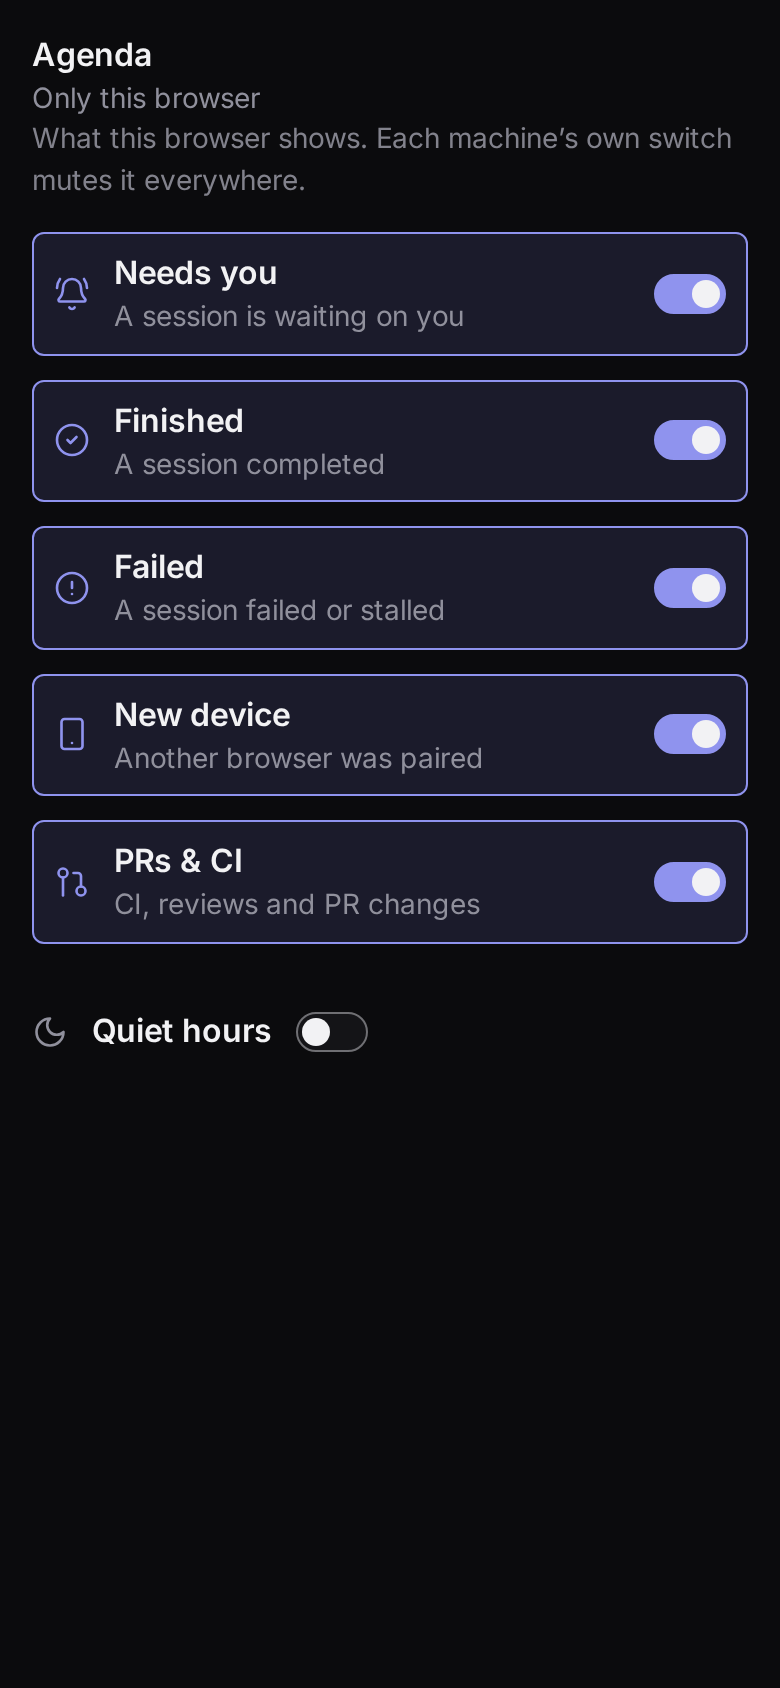 Agenda
Only this browser
What this browser shows. Each machine’s own switch
mutes it everywhere.
Needs you
A session is waiting on you
Finished
A session completed
Failed
A session failed or stalled
New device
Another browser was paired
PRs & CI
CI, reviews and PR changes
Quiet hours